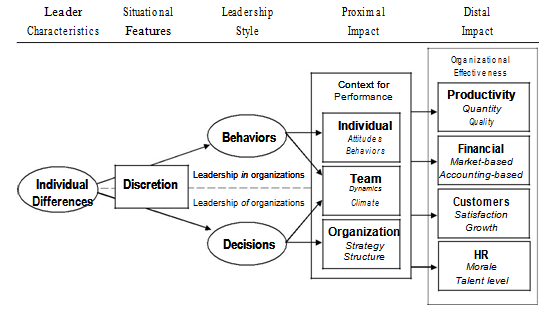 Leader
Characteristics
Situational
Features
Leadership
Style
Proximal
Impact
Distal
Impact
Individual
Differences
Discretion
Behaviors
Leadership in organizations
Leadership of organizations
Decisions
Context for
Performance
Individual
Attitudes
Behaviors
Team
Dynamics
Climate
Organization
Strategy
Structure
Organizational
Effectiveness
Productivity
Quantity
Quality
Financial
Market-based
Accounting-based
Customers
Satisfaction
Growth
HR
Morale
Talent level